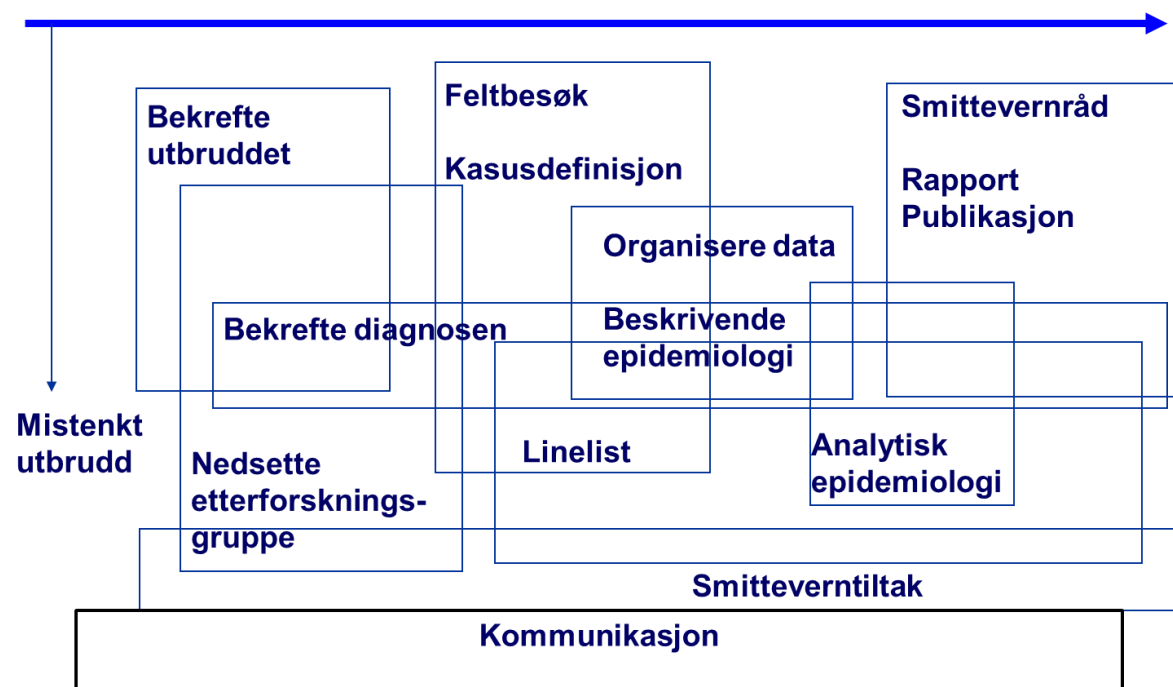 Mistenkt
utbrudd
Bekrefte
utbruddet
Nedsette
etterforsknings-
gruppe
Bekrefte diagnosen
Feltbesøk
Kasusdefinisjon
Linelist
Organisere data
Beskrivende
epidemiologi
Analytisk
epidemiologi
Smittevernråd
Rapport
Publikasjon
Smitteverntiltak
Kommunikasjon